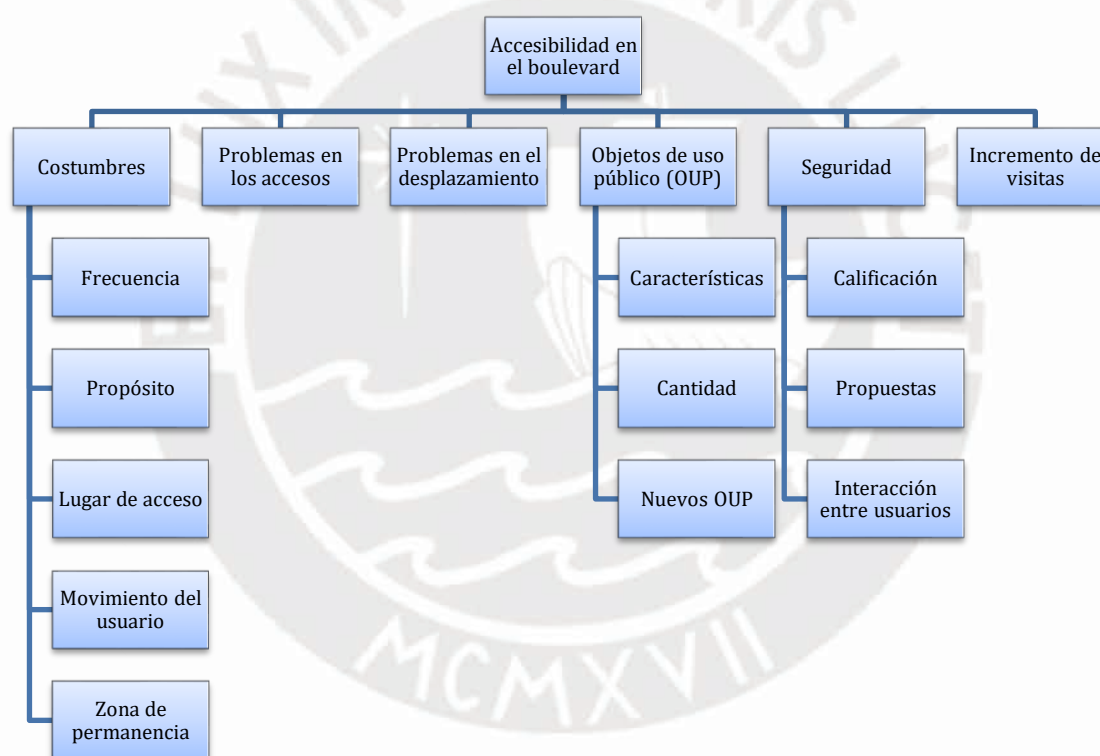 Accesibilidad en
el boulevard
Costumbres
Problemas en
los accesos
Problemas en el
desplazamiento
Objetos de uso
público (OUP)
Seguridad
Incremento de
visitas
Frecuencia
Propósito
Lugar de acceso
Movimiento del
usuario
Zona de
permanencia
Características
Cantidad
Nuevos OUP
Calificación
Propuestas
Interacción
entre usuarios
MCMXVII